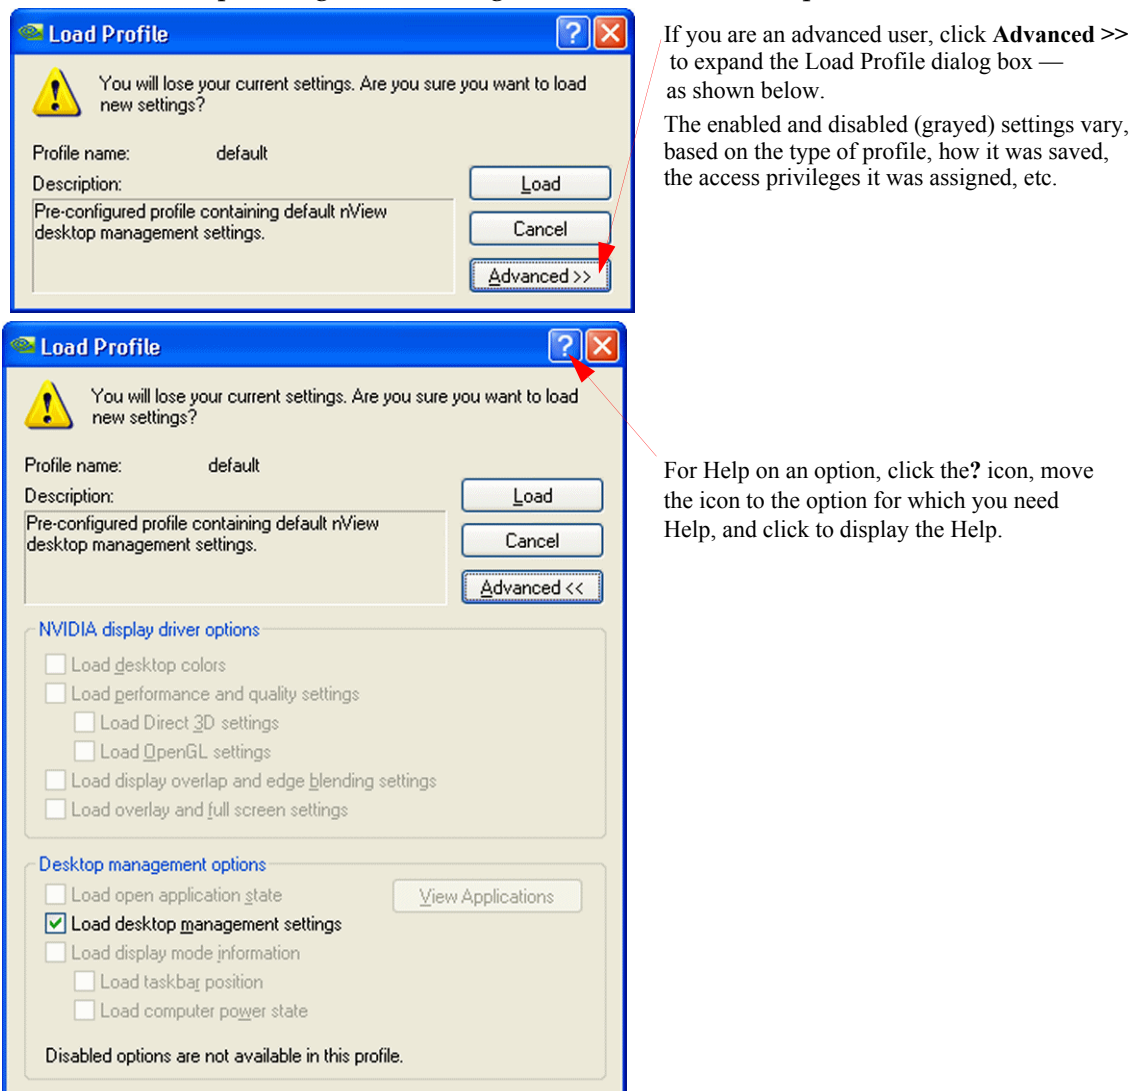 Load Profile
You will lose your current settings. Are you sure you want to load
new settings?
Profile name: default
Description:
Pre-configured profile containing default nView
desktop management settings.
Load
Cancel
Advanced >>
If you are an advanced user, click Advanced >>
to expand the Load Profile dialog box —
as shown below.
The enabled and disabled (grayed) settings vary,
based on the type of profile, how it was saved,
the access privileges it was assigned, etc.
Load Profile
You will lose your current settings. Are you sure you want to load
new settings?
Profile name: default
Description:
Pre-configured profile containing default nView
desktop management settings.
Load
Cancel
Advanced <<
For Help on an option, click the? icon, move
the icon to the option for which you need
Help, and click to display the Help.
NVIDIA display driver options
Load desktop colors
Load performance and quality settings
Load Direct 3D settings
Load OpenGL settings
Load display overlap and edge blending settings
Load overlay and full screen settings
Desktop management options
Load open application state
View Applications
Load desktop management settings
Load display mode information
Load taskbar position
Load computer power state
Disabled options are not available in this profile.